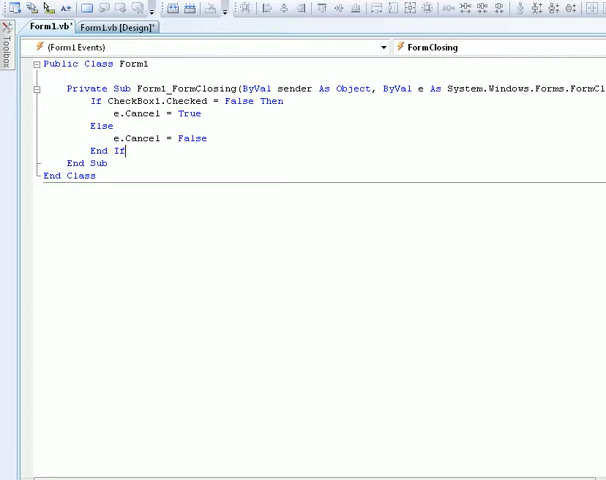 Form1.vb* Form1.vb [Design]*
Toolbox
(Form1 Events) FormClosing
Public Class Form1
Private Sub Form1_FormClosing(ByVal sender As Object, ByVal e As System.Windows.Forms.FormCl
If CheckBox1.Checked = False Then
e.Cancel = True
Else
e.Cancel = False
End If
End Sub
End Class